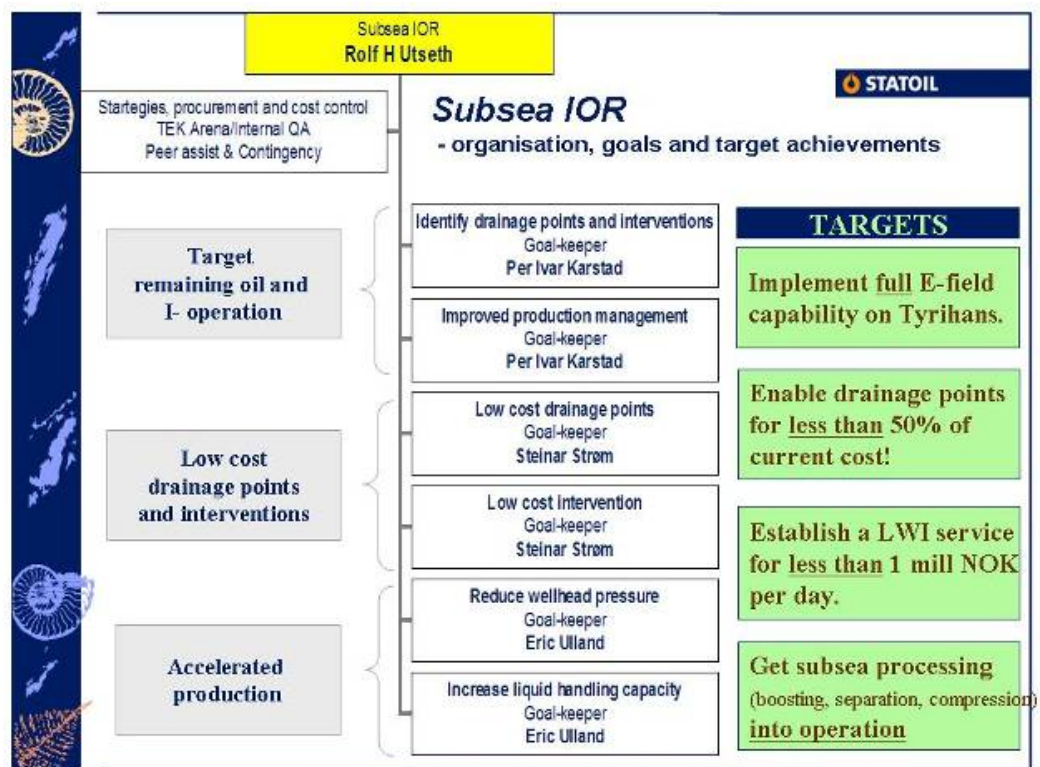 Subsea IOR
Rolf H Utseth
STATOIL
Startegies, procurement and cost control
TEK Arena/Internal QA
Peer assist & Contingency
Subsea IOR
- organisation, goals and target achievements
Target
remaining oil and
I- operation
Identify drainage points and interventions
Goal-keeper
Per Ivar Karstad
Improved production management
Goal-keeper
Per Ivar Karstad
Low cost
drainage points
and interventions
Low cost drainage points
Goal-keeper
Steinar Strøm
Low cost intervention
Goal-keeper
Steinar Strøm
Accelerated
production
Reduce wellhead pressure
Goal-keeper
Eric Ulland
Increase liquid handling capacity
Goal-keeper
Eric Ulland
TARGETS
Implement full E-field
capability on Tyrihans.
Enable drainage points
for less than 50% of
current cost!
Establish a LWI service
for less than 1 mill NOK
per day.
Get subsea processing
(boosting, separation, compression)
into operation